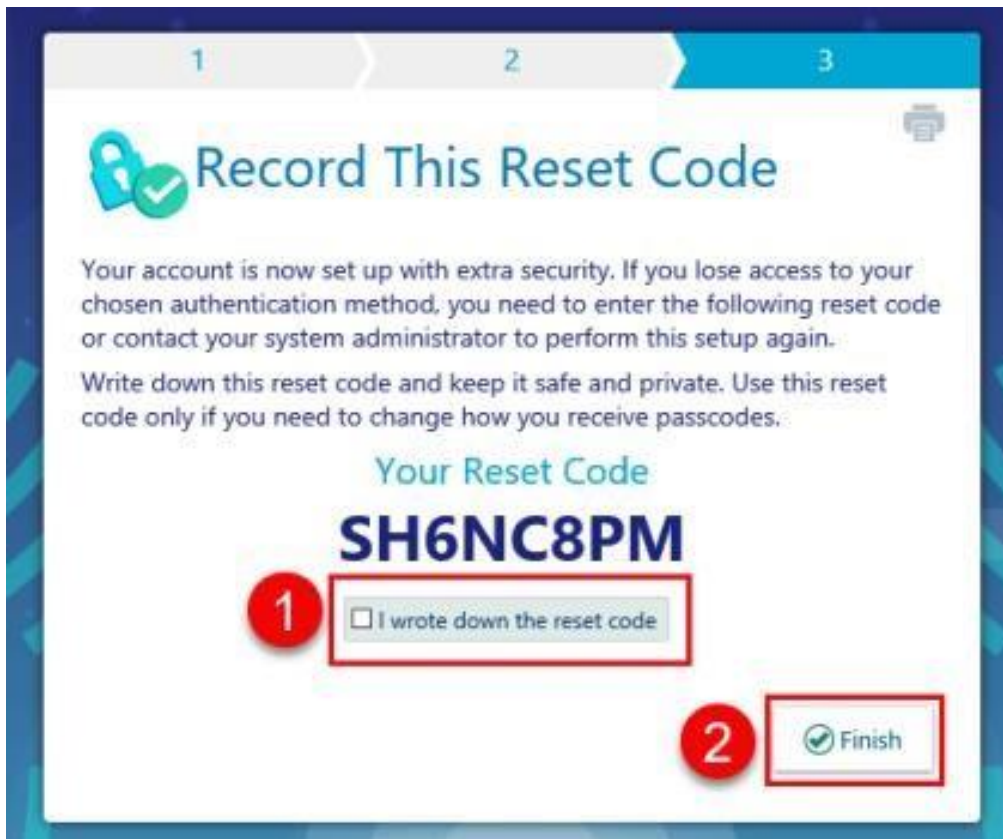 1 2 3
Record This Reset Code
Your account is now set up with extra security. If you lose access to your
chosen authentication method, you need to enter the following reset code
or contact your system administrator to perform this setup again.
Write down this reset code and keep it safe and private. Use this reset
code only if you need to change how you receive passcodes.
Your Reset Code
SH6NC8PM
1 I wrote down the reset code
2 Finish